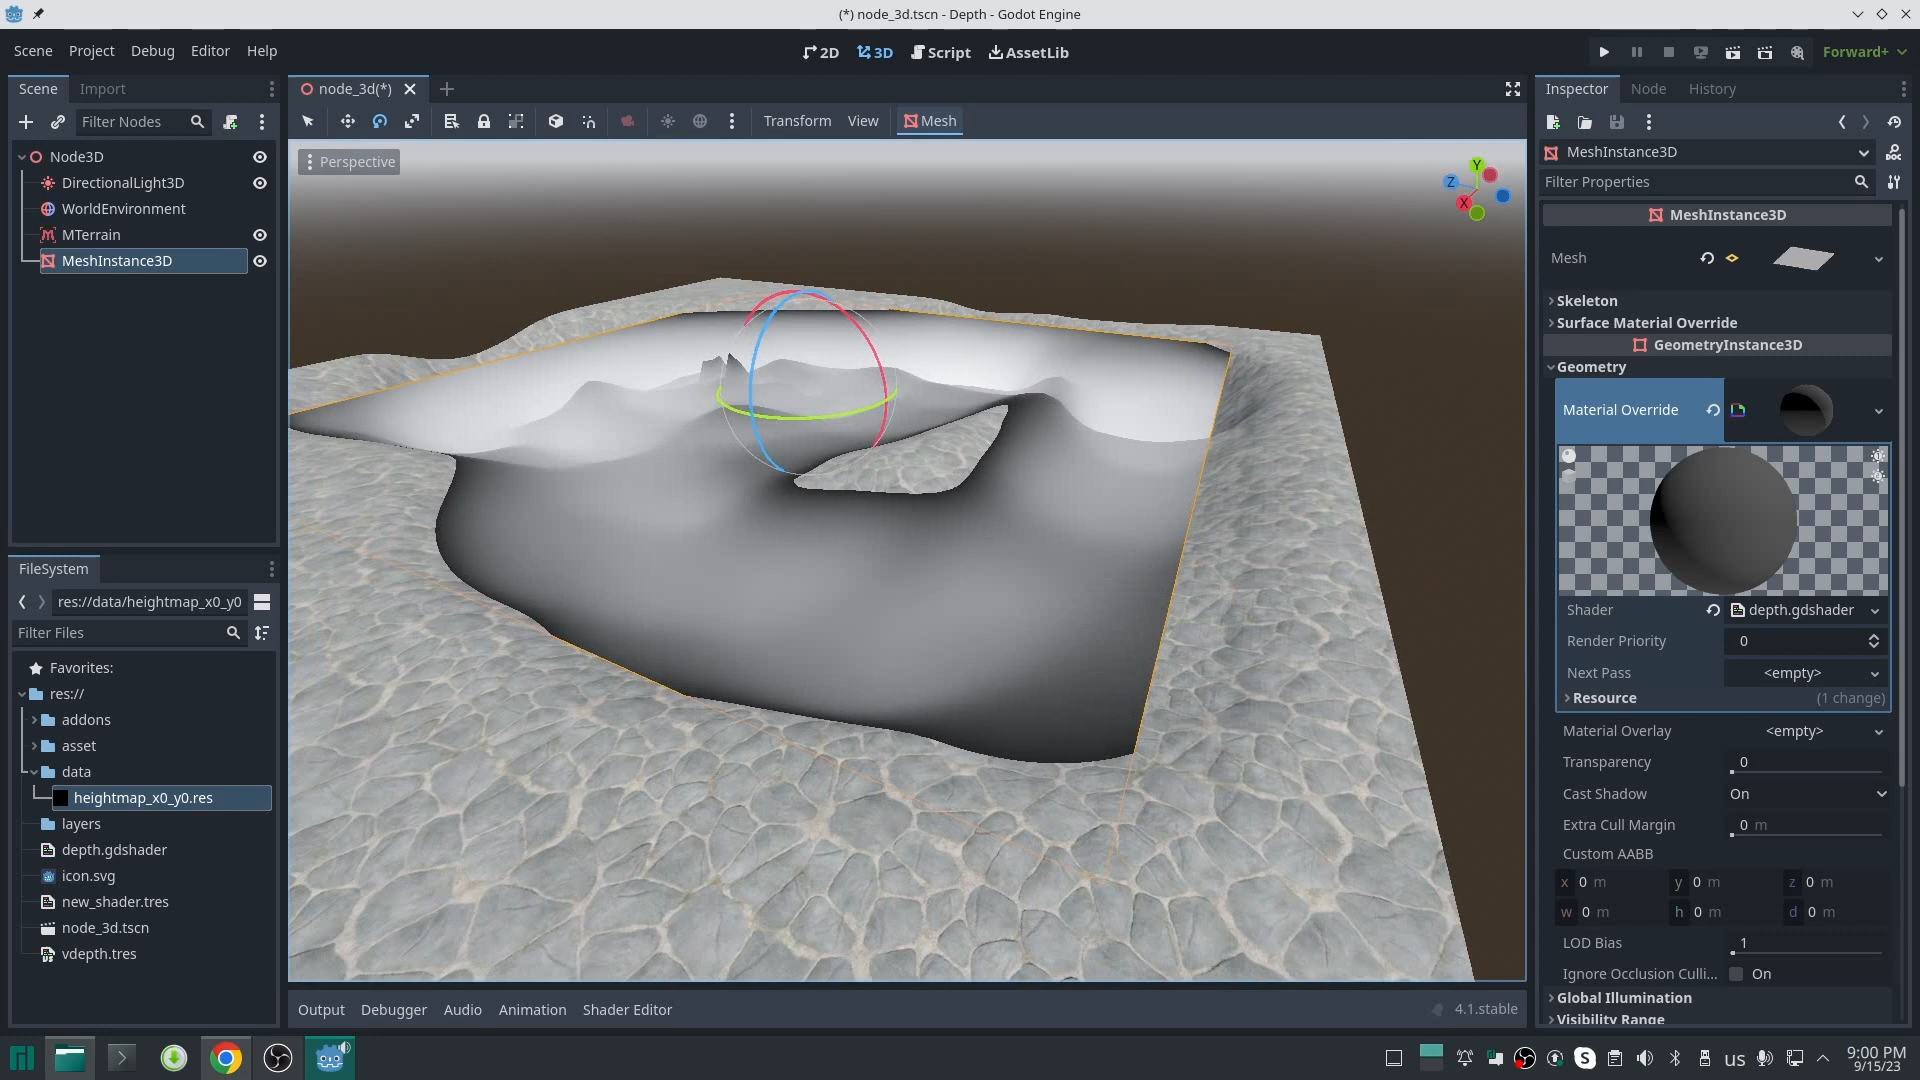 (*) node_3d.tscn - Depth - Godot Engine
Scene Project Debug Editor Help
2D 3D Script AssetLib
Forward+
Scene Import
Filter Nodes
Node3D
DirectionalLight3D
WorldEnvironment
MTerrain
MeshInstance3D
FileSystem
res://data/heightmap_x0_y0
Filter Files
Favorites:
res://
addons
asset
data
heightmap_x0_y0.res
layers
depth.gdshader
icon.svg
new_shader.tres
node_3d.tscn
vdepth.tres
node_3d(*)
Transform View Mesh
Perspective
Y
Z
X
Output Debugger Audio Animation Shader Editor
4.1.stable
Inspector Node History
MeshInstance3D
Filter Properties
MeshInstance3D
Mesh
Skeleton
Surface Material Override
GeometryInstance3D
Geometry
Material Override
Shader depth.gdshader
Render Priority 0
Next Pass <empty>
Resource (1 change)
Material Overlay <empty>
Transparency 0
Cast Shadow On
Extra Cull Margin 0 m
Custom AABB
x 0 m y 0 m z 0 m
w 0 m h 0 m d 0 m
LOD Bias 1
Ignore Occlusion Culli... On
Global Illumination
Visibility Range
us
9:00 PM
9/15/23